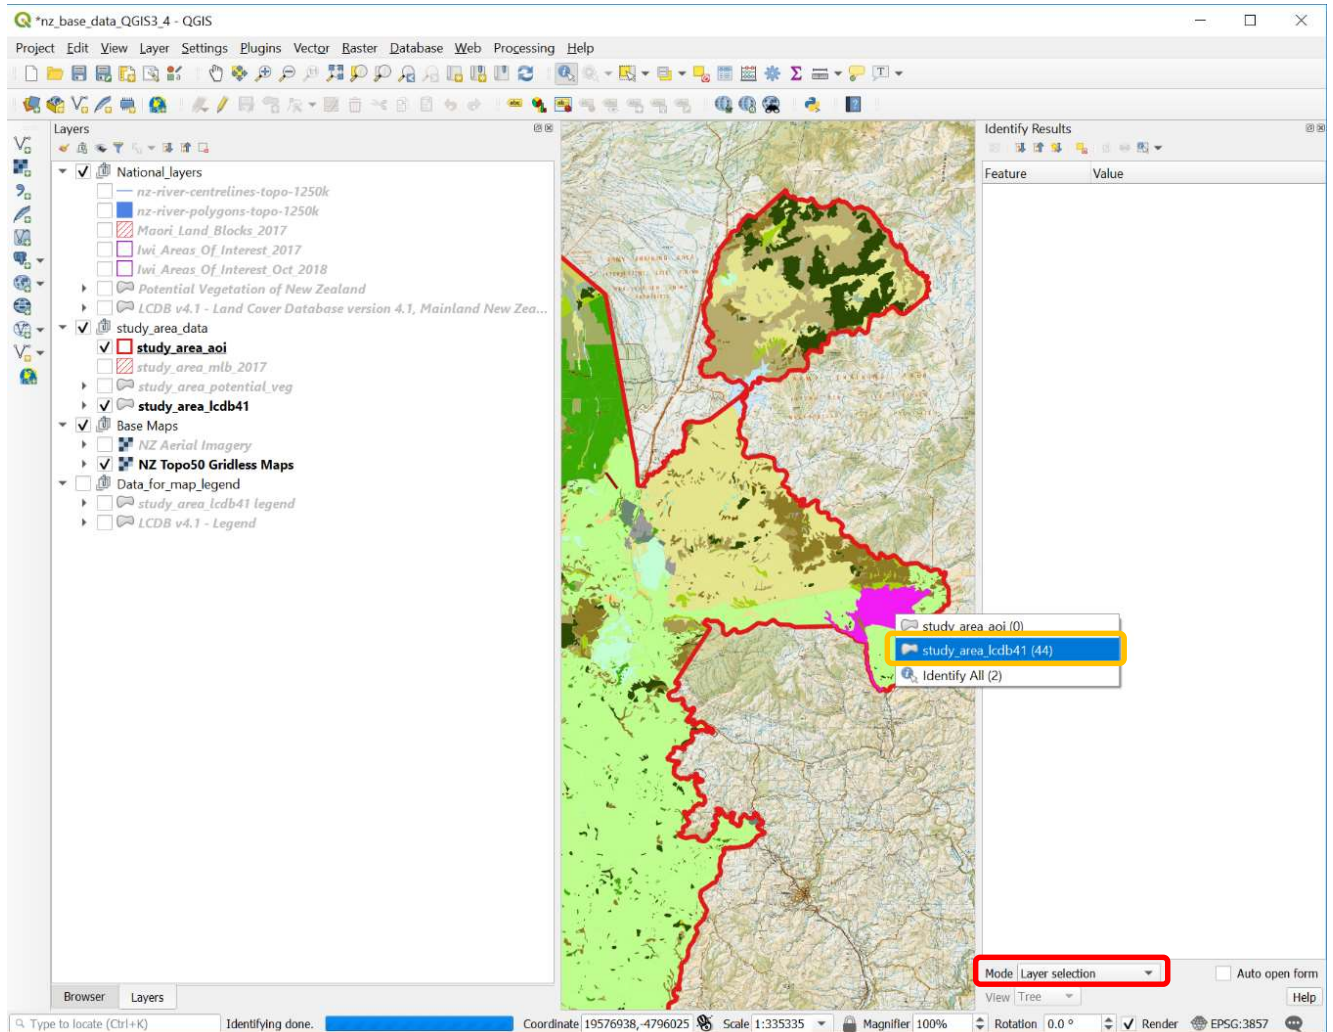 *nz_base_data_QGIS3_4 - QGIS
Project Edit View Layer Settings Plugins Vector Raster Database Web Processing Help
Layers
National_layers
nz-river-centrelines-topo-1250k
nz-river-polygons-topo-1250k
Maori_Land_Blocks_2017
Iwi_Areas_Of_Interest_2017
Iwi_Areas_Of_Interest_Oct_2018
Potential Vegetation of New Zealand
LCDB v4.1 - Land Cover Database version 4.1, Mainland New Zea...
study_area_data
study_area_aoi
study_area_mlb_2017
study_area_potential_veg
study_area_lcdb41
Base Maps
NZ Aerial Imagery
NZ Topo50 Gridless Maps
Data_for_map_legend
study_area_lcdb41 legend
LCDB v4.1 - Legend
Browser Layers
study_area_aoi (0)
study_area_lcdb41 (44)
Identify All (2)
Identify Results
Feature Value
Mode Layer selection Auto open form
View Tree Help
Type to locate (Ctrl+K) Identifying done. Coordinate 19576938,-4796025 Scale 1:335335 Magnifier 100% Rotation 0.0 ° Render EPSG:3857